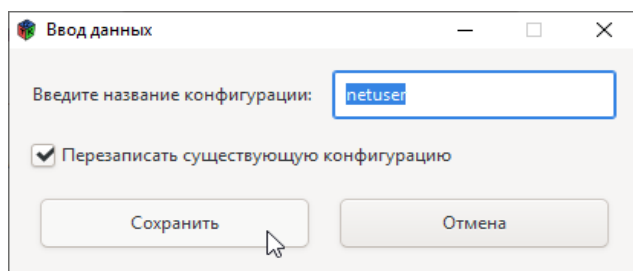 Ввод данных
Введите название конфигурации: netuser
Перезаписать существующую конфигурацию
Сохранить Отмена